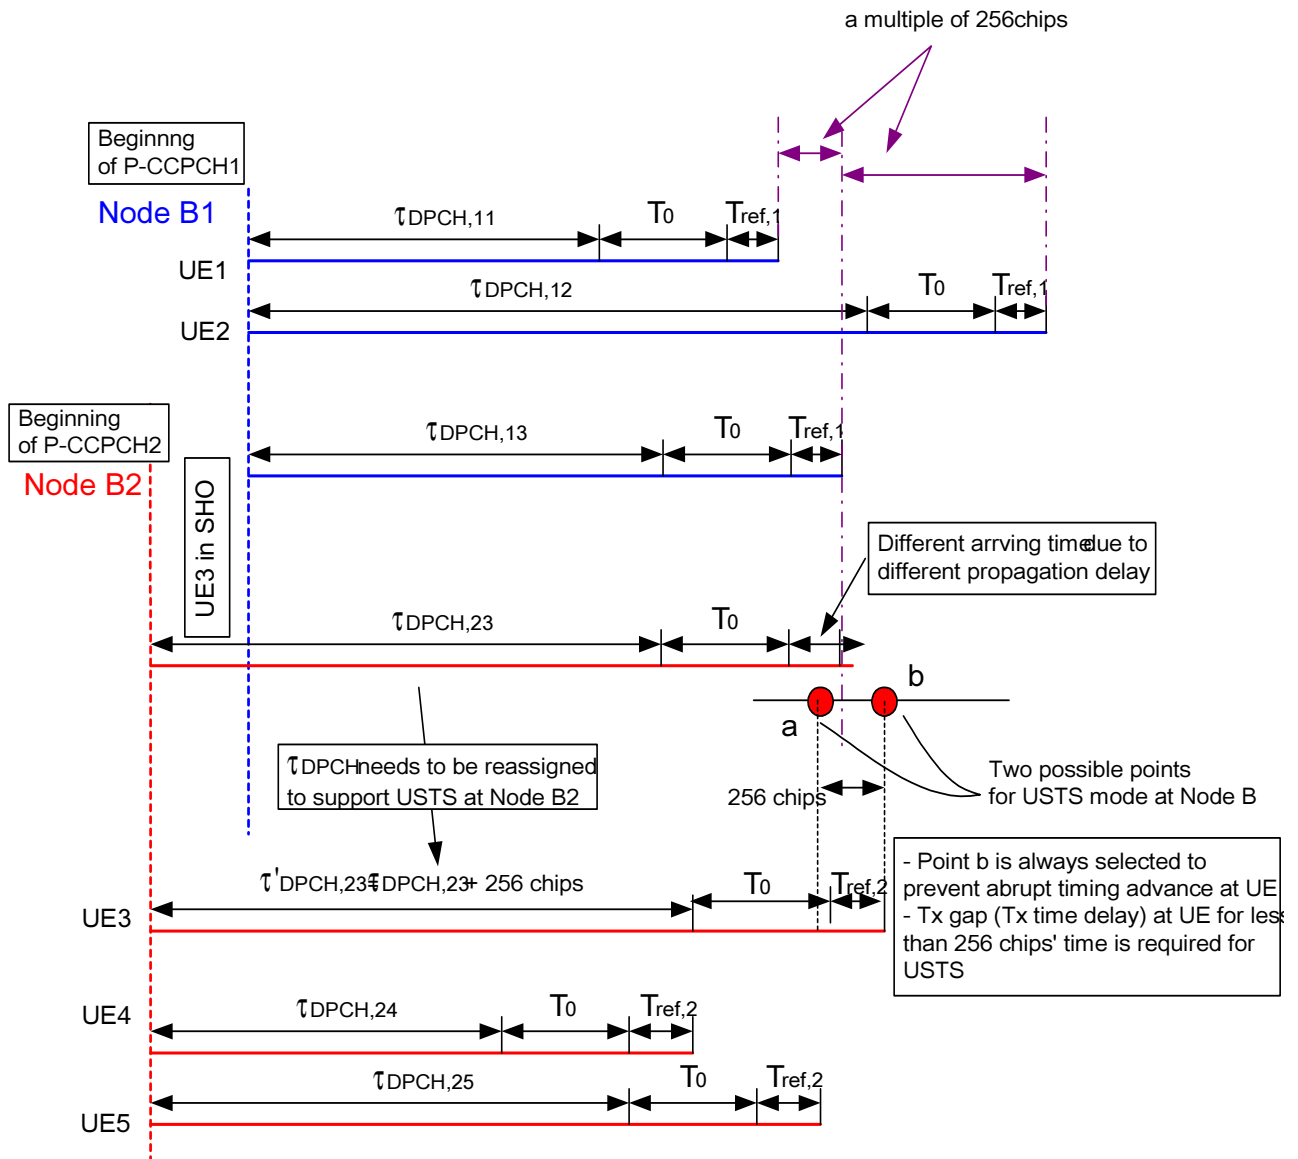 a multiple of 256chips
Beginnng
of P-CCPCH1
Node B1
τDPCH,11
T0
Tref,1
UE1
τDPCH,12
T0
Tref,1
UE2
Beginning
of P-CCPCH2
Node B2
τDPCH,13
T0
Tref,1
UE3 in SHO
Different arrving timedue to
different propagation delay
τDPCH,23
T0
a
b
τDPCHneeds to be reassigned
to support USTS at Node B2
256 chips
Two possible points
for USTS mode at Node B
τ'DPCH,23=τDPCH,23+ 256 chips
T0
Tref,2
UE3
- Point b is always selected to
prevent abrupt timing advance at UE
- Tx gap (Tx time delay) at UE for less
than 256 chips' time is required for
USTS
τDPCH,24
T0
Tref,2
UE4
τDPCH,25
T0
Tref,2
UE5